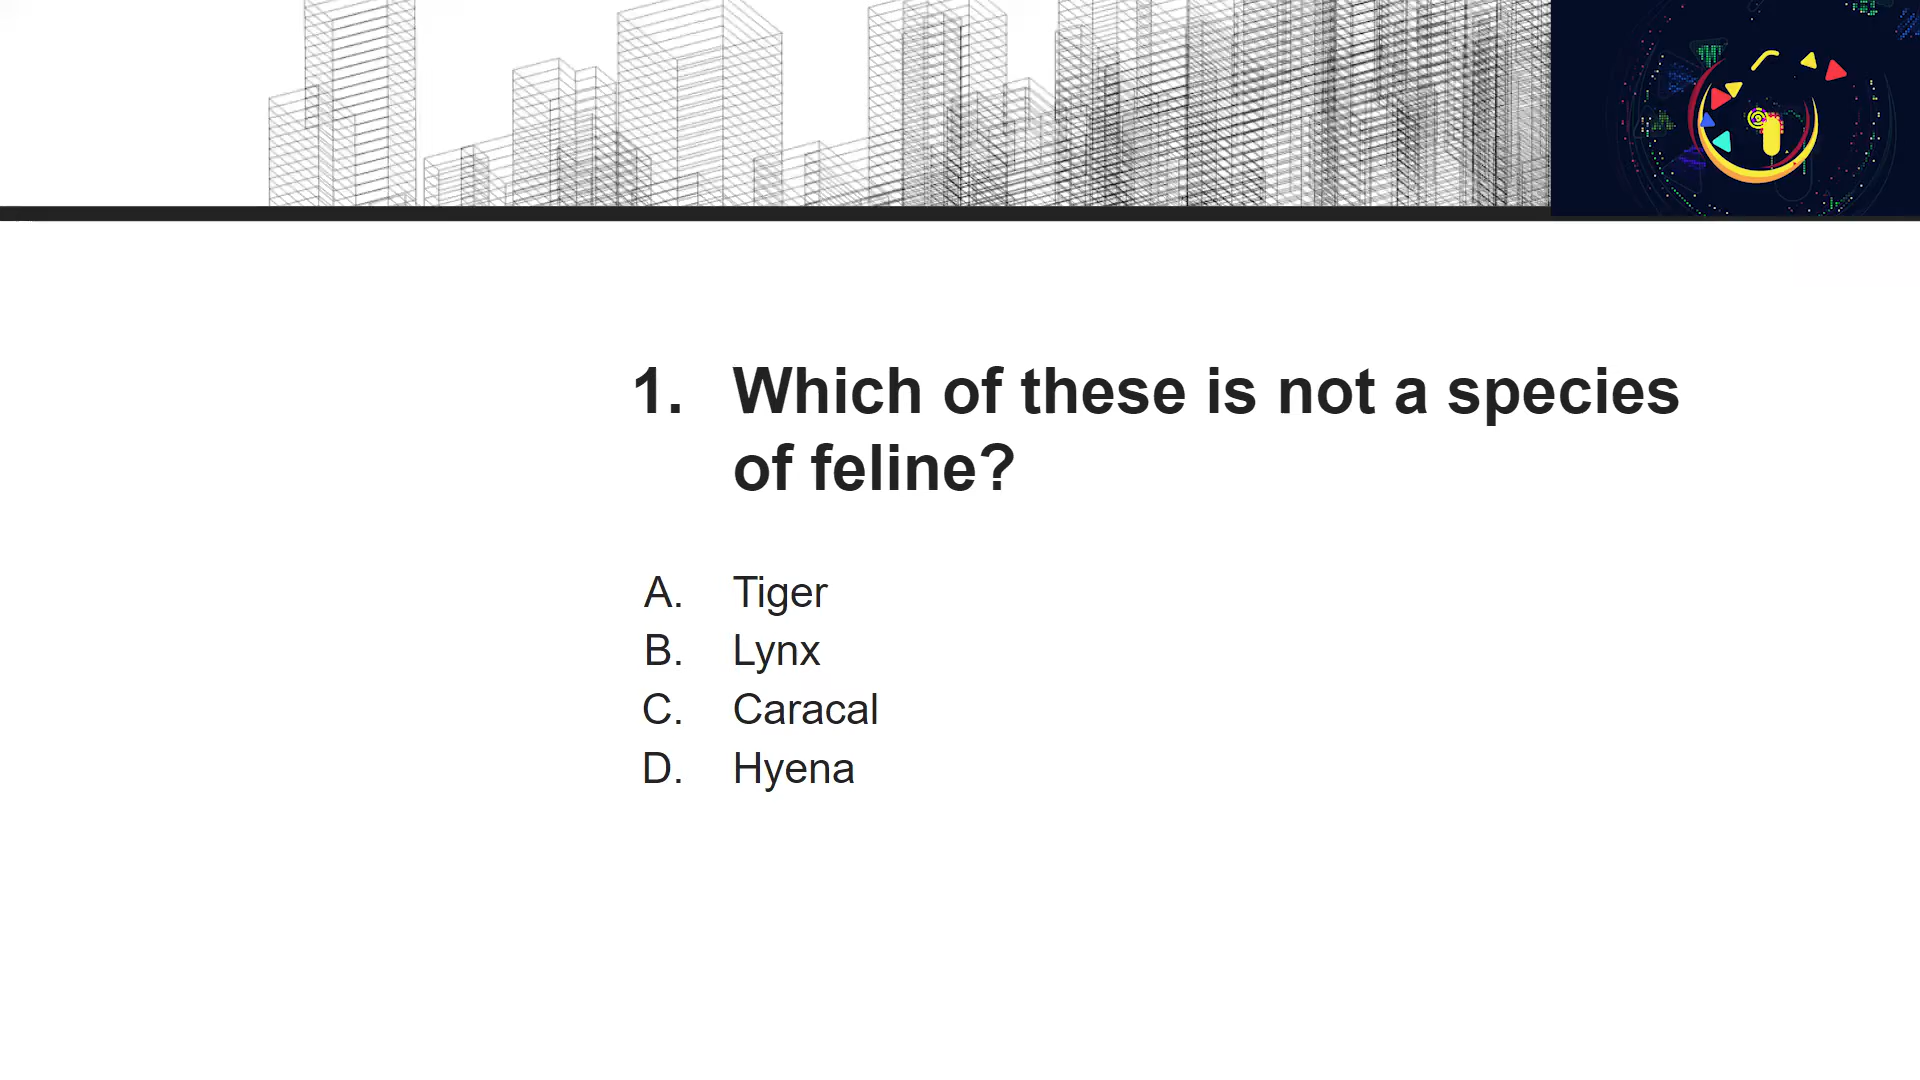 1. Which of these is not a species
of feline?
A. Tiger
B. Lynx
C. Caracal
D. Hyena